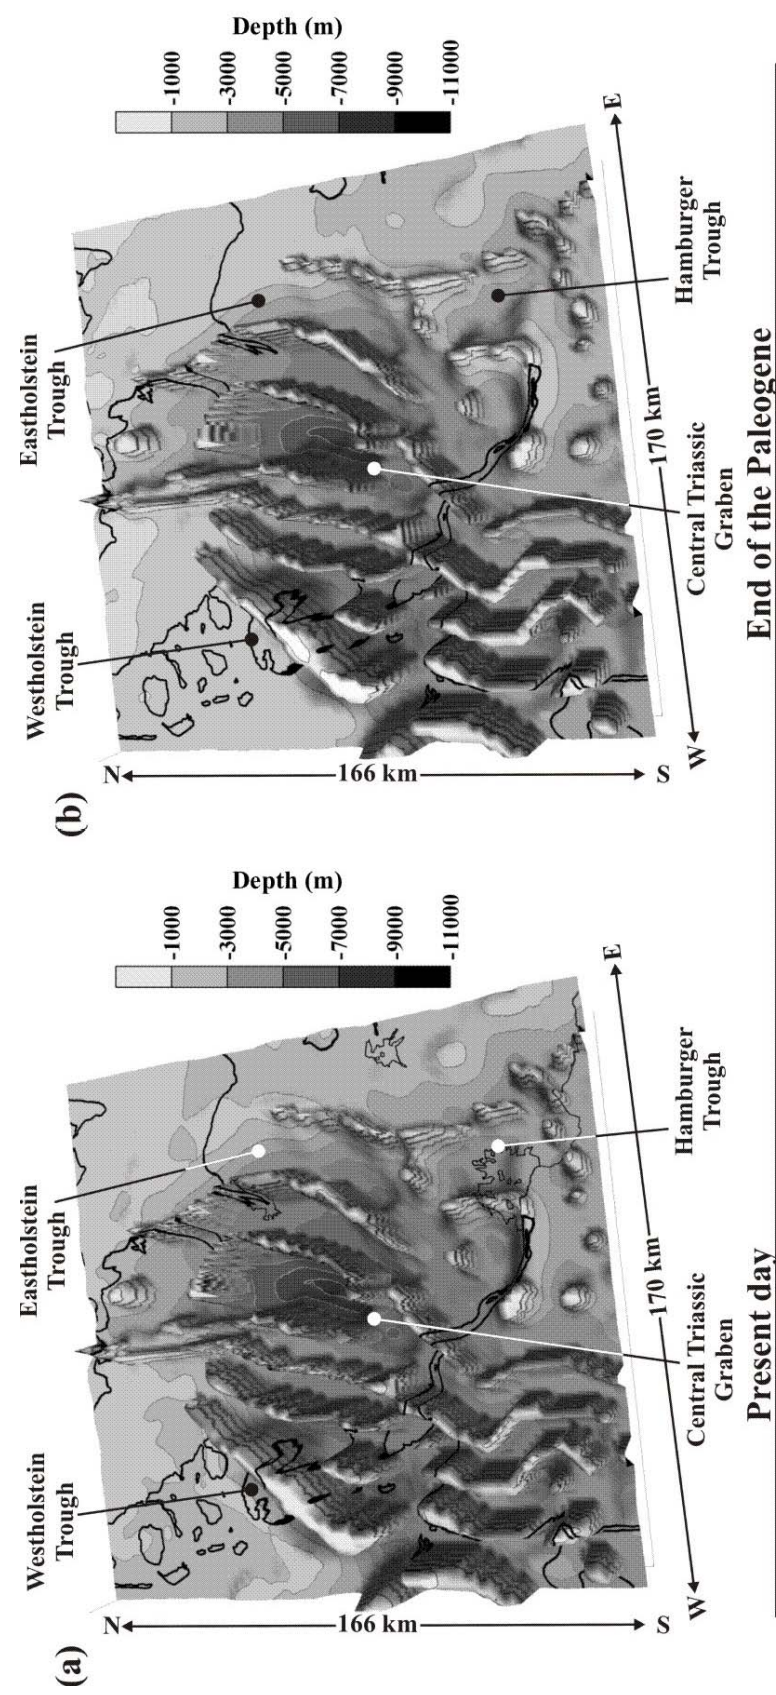 (a)
Westholstein
Trough
Eastholstein
Trough
Depth (m)
-1000
-3000
-5000
-7000
-9000
-11000
N
166 km
S
W
170 km
E
Central Triassic
Graben
Hamburger
Trough
Present day
(b)
Westholstein
Trough
Eastholstein
Trough
Depth (m)
-1000
-3000
-5000
-7000
-9000
-11000
N
166 km
S
W
170 km
E
Central Triassic
Graben
Hamburger
Trough
End of the Paleogene